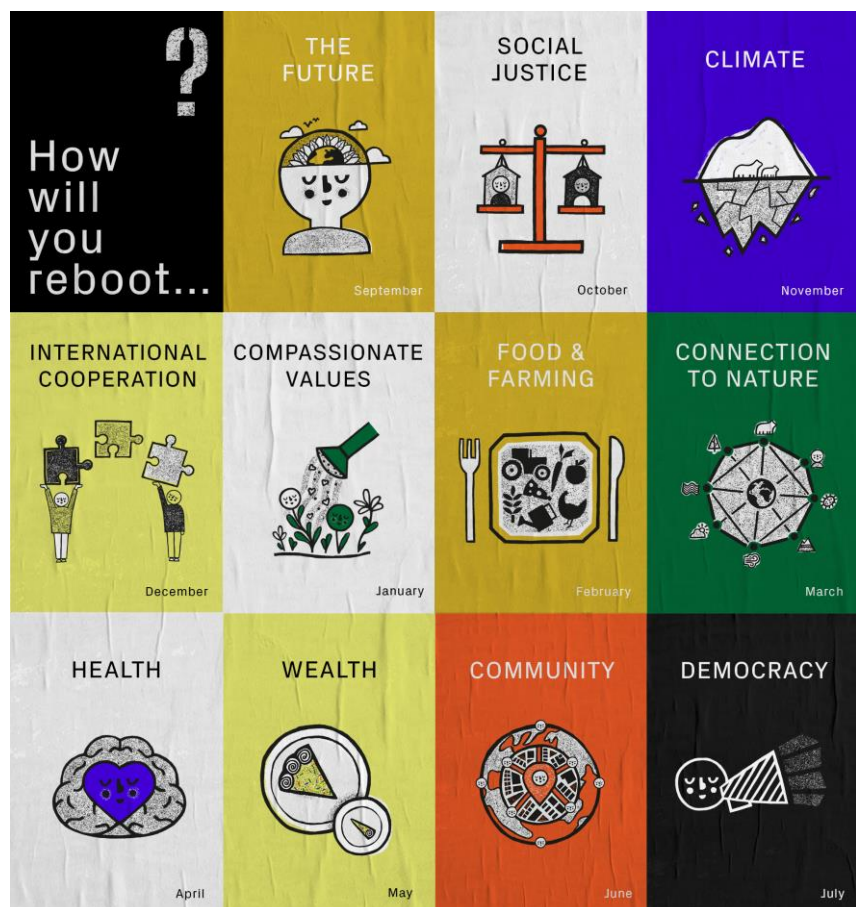 ?
How
will
you
reboot...
THE
FUTURE
September
SOCIAL
JUSTICE
October
CLIMATE
November
INTERNATIONAL
COOPERATION
December
COMPASSIONATE
VALUES
January
FOOD &
FARMING
February
CONNECTION
TO NATURE
March
HEALTH
April
WEALTH
May
COMMUNITY
June
DEMOCRACY
July